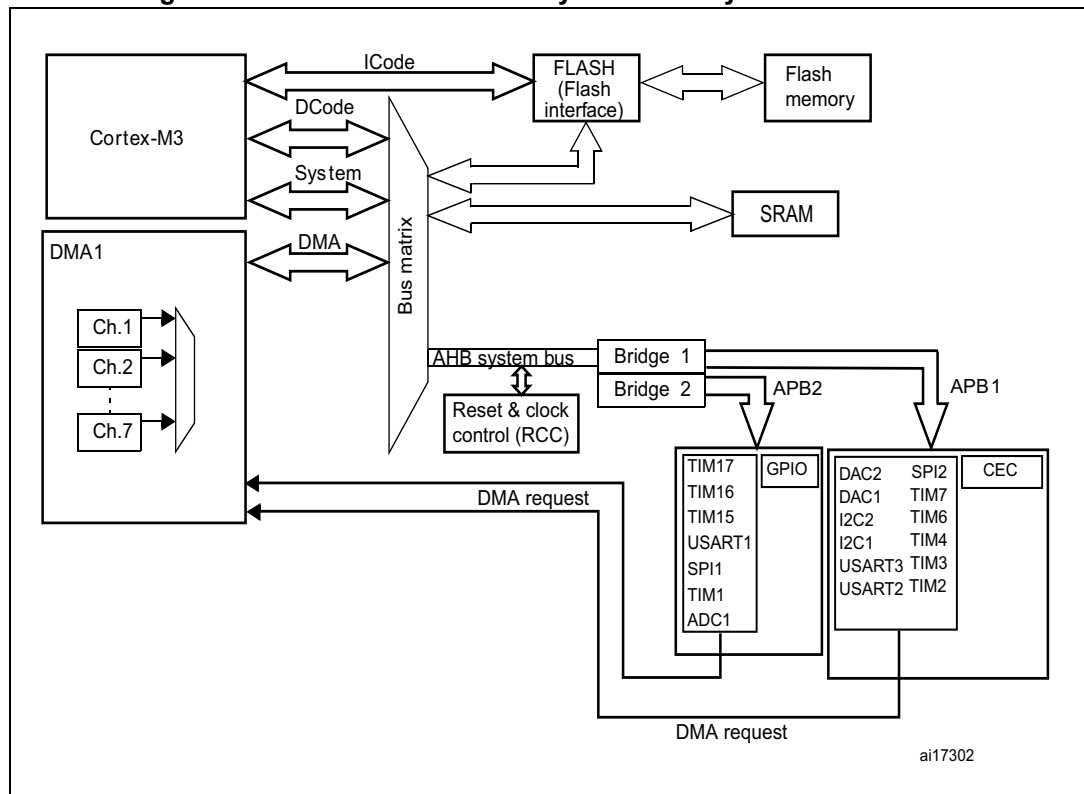 ICode
FLASH
(Flash
interface)
Flash
memory
Cortex-M3
DCode
System
SRAM
DMA1
DMA
Bus matrix
Ch.1
Ch.2
Ch.7
AHB system bus
Bridge 1
Bridge 2
APB2
APB1
Reset & clock
control (RCC)
TIM17
TIM16
TIM15
USART1
SPI1
TIM1
ADC1
GPIO
DAC2
DAC1
I2C2
I2C1
USART3
USART2
SPI2
TIM7
TIM6
TIM4
TIM3
TIM2
CEC
DMA request
DMA request
ai17302